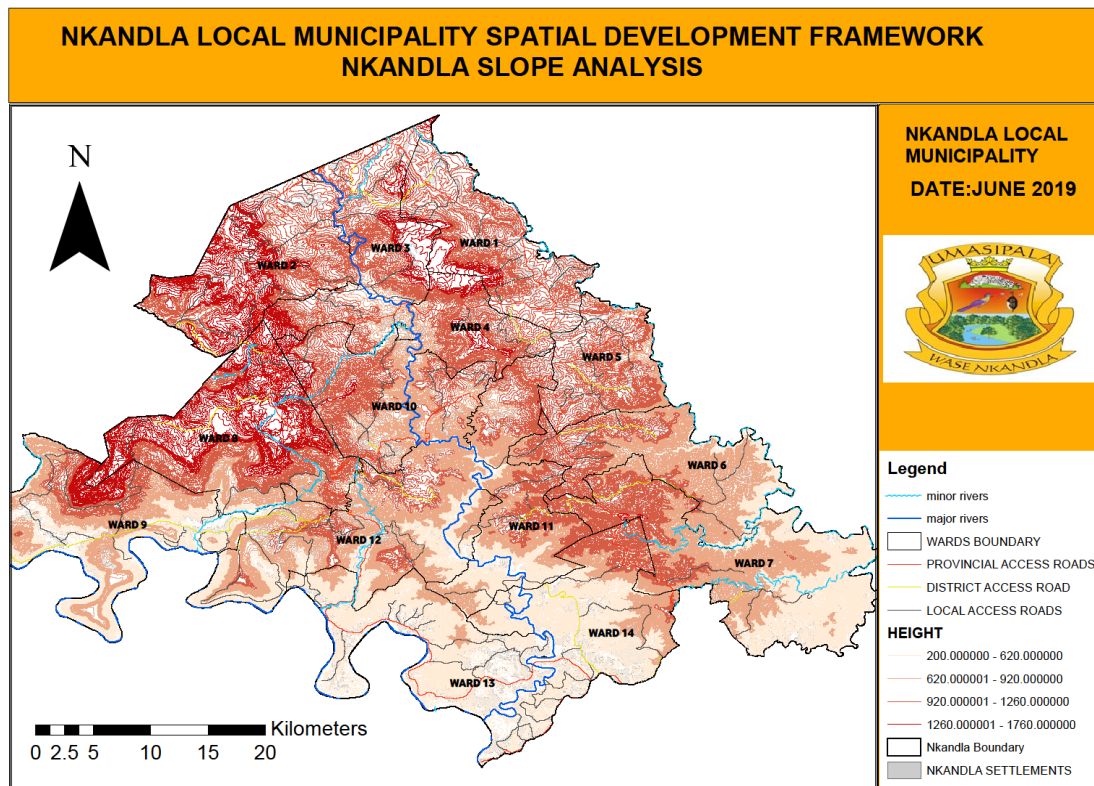 NKANDLA LOCAL MUNICIPALITY SPATIAL DEVELOPMENT FRAMEWORK
NKANDLA SLOPE ANALYSIS
N
WARD 1
WARD 3
WARD 2
WARD 4
WARD 5
WARD 10
WARD 8
WARD 6
WARD 9
WARD 11
WARD 12
WARD 7
WARD 14
WARD 13
Kilometers
0 2.5 5 10 15 20
NKANDLA LOCAL
MUNICIPALITY
DATE:JUNE 2019
UMASIPALA
WASE NKANDLA
Legend
minor rivers
major rivers
WARDS BOUNDARY
PROVINCIAL ACCESS ROADS
DISTRICT ACCESS ROAD
LOCAL ACCESS ROADS
HEIGHT
200.000000 - 620.000000
620.000001 - 920.000000
920.000001 - 1260.000000
1260.000001 - 1760.000000
Nkandla Boundary
NKANDLA SETTLEMENTS